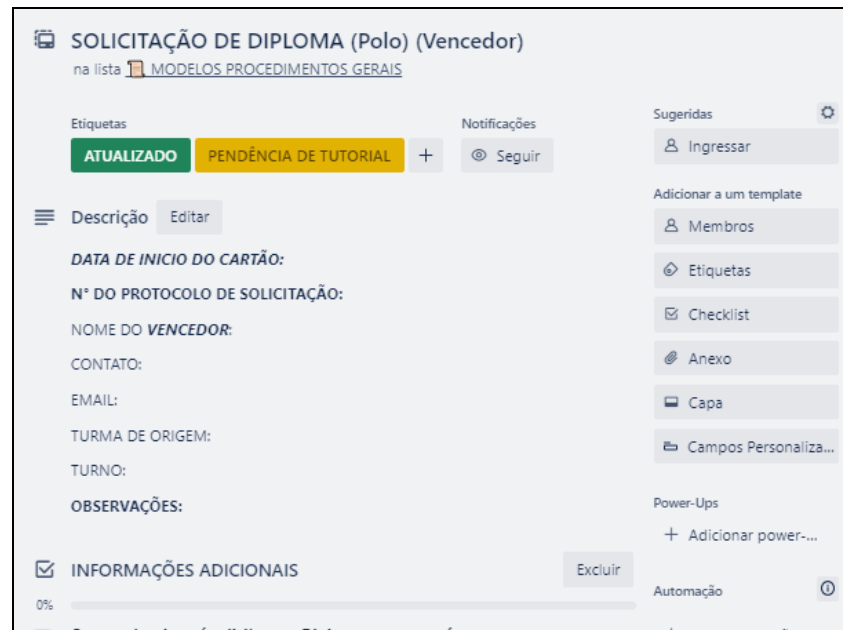 SOLICITAÇÃO DE DIPLOMA (Polo) (Vencedor)
na lista 📜 MODELOS PROCEDIMENTOS GERAIS
Etiquetas
ATUALIZADO
PENDÊNCIA DE TUTORIAL
+
Notificações
Seguir
Descrição
Editar
DATA DE INICIO DO CARTÃO:
N° DO PROTOCOLO DE SOLICITAÇÃO:
NOME DO VENCEDOR:
CONTATO:
EMAIL:
TURMA DE ORIGEM:
TURNO:
OBSERVAÇÕES:
INFORMAÇÕES ADICIONAIS
Excluir
0%
Sugeridas
Ingressar
Adicionar a um template
Membros
Etiquetas
Checklist
Anexo
Capa
Campos Personaliza...
Power-Ups
+ Adicionar power-...
Automação